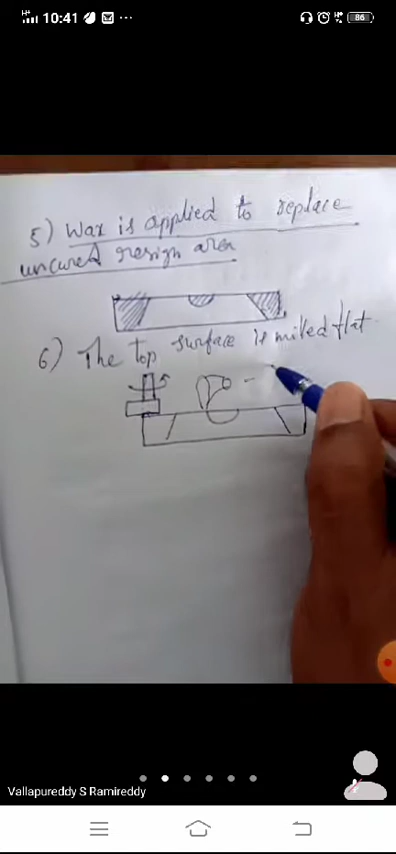 10:41
86
5) Wax is applied to replace
uncured resign area
6) The top surface is milled flat
Vallapureddy S Ramireddy